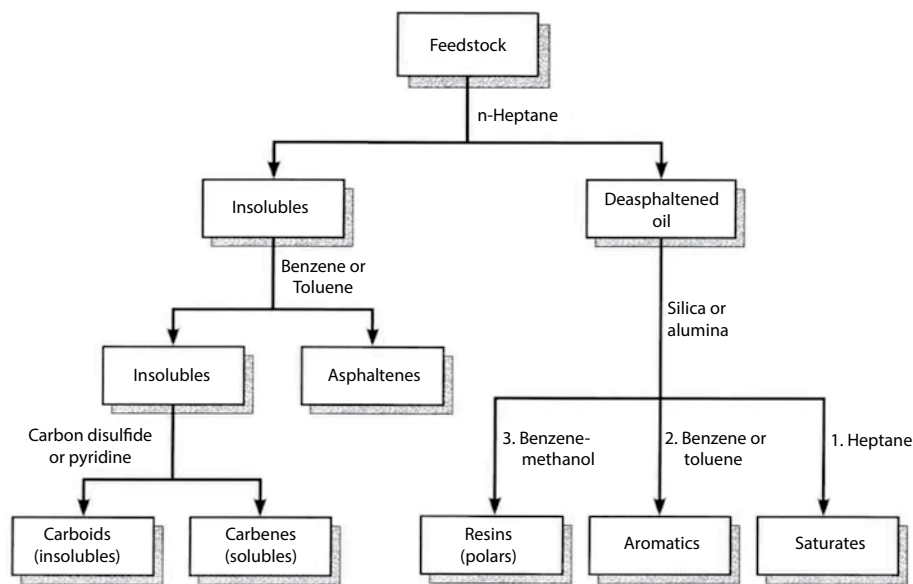 Feedstock
n-Heptane
Insolubles
Deasphaltened
oil
Benzene or
Toluene
Silica or
alumina
Insolubles
Asphaltenes
Carbon disulfide
or pyridine
3. Benzene-
methanol
2. Benzene or
toluene
1. Heptane
Carboids
(insolubles)
Carbenes
(solubles)
Resins
(polars)
Aromatics
Saturates